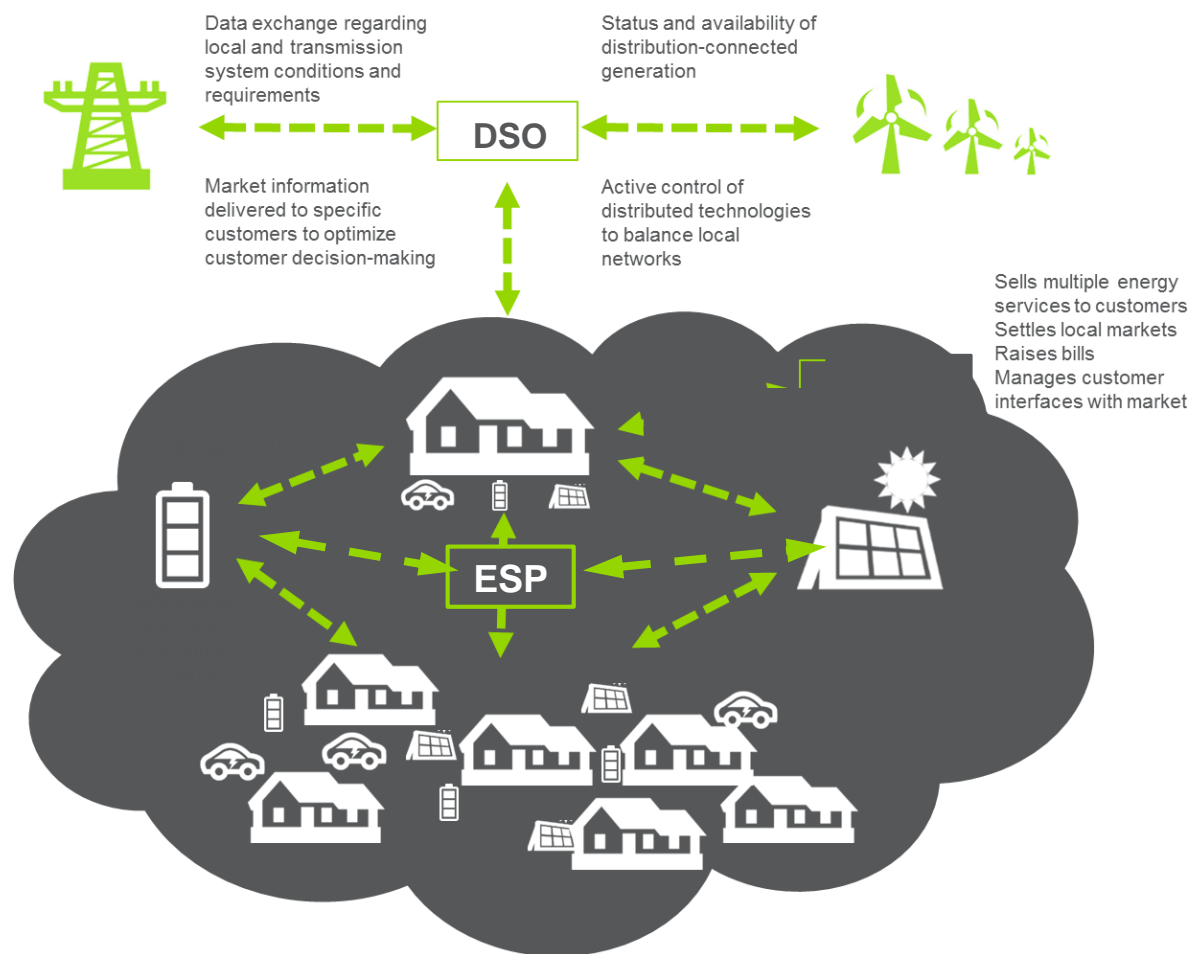 Data exchange regarding
local and transmission
system conditions and
requirements
Status and availability of
distribution-connected
generation
DSO
Market information
delivered to specific
customers to optimize
customer decision-making
Active control of
distributed technologies
to balance local
networks
Sells multiple energy
services to customers
Settles local markets
Raises bills
Manages customer
interfaces with market
ESP